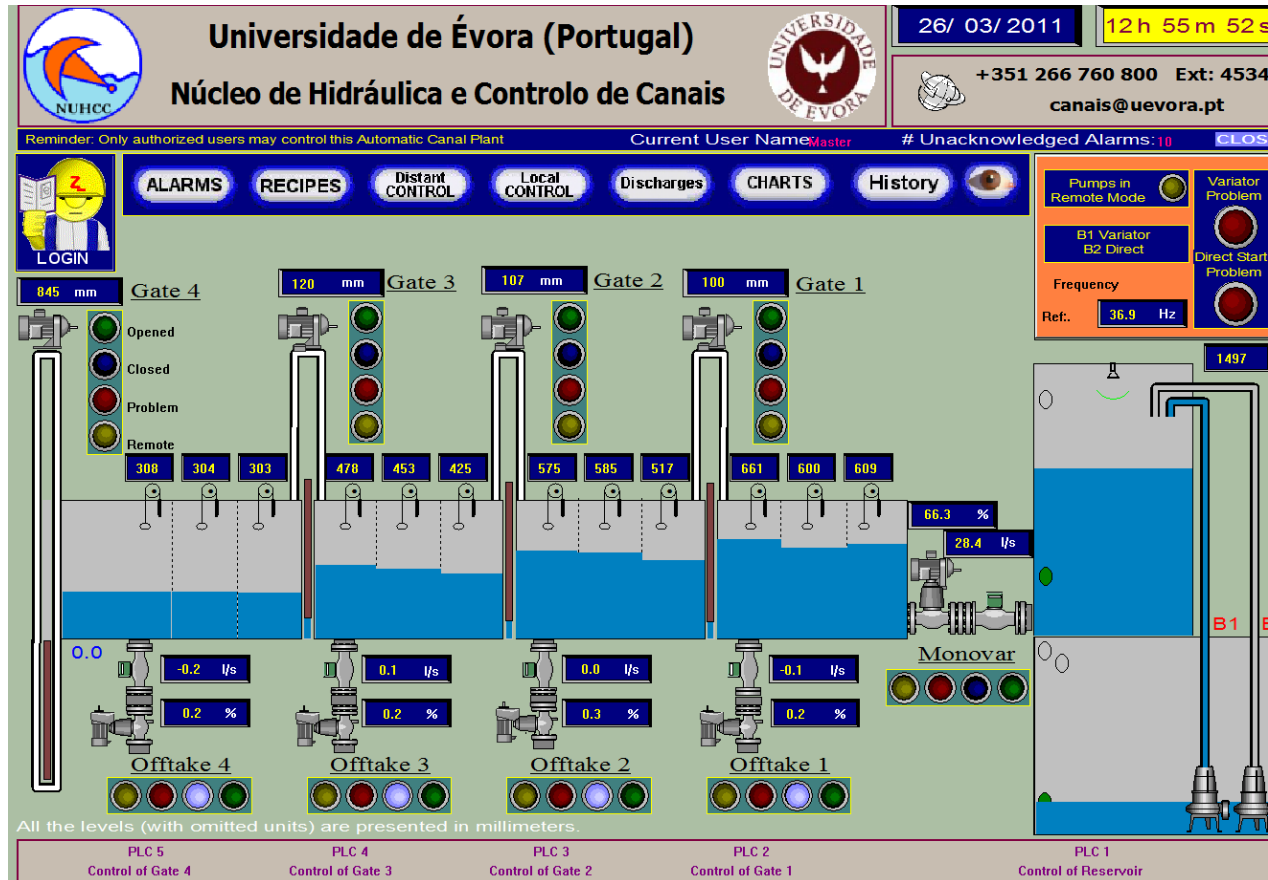 Universidade de Évora (Portugal)
Núcleo de Hidráulica e Controlo de Canais
NUHCC
UNIVERSIDADE DE EVORA
26/ 03/ 2011
12h 55m 52s
+351 266 760 800 Ext: 4534
canais@uevora.pt
Reminder: Only authorized users may control this Automatic Canal Plant
Current User Name:Master
# Unacknowledged Alarms:10
CLOS
LOGIN
ALARMS
RECIPES
Distant
CONTROL
Local
CONTROL
Discharges
CHARTS
History
Pumps in
Remote Mode
Variator
Problem
B1 Variator
B2 Direct
Direct Start
Problem
Frequency
Ref:. 36.9 Hz
1497
845 mm
Gate 4
120 mm
Gate 3
107 mm
Gate 2
100 mm
Gate 1
Opened
Closed
Problem
Remote
308 304 303 478 453 425 575 585 517 661 600 609
66.3 %
28.4 l/s
B1
0.0
-0.2 l/s
0.1 l/s
0.0 l/s
-0.1 l/s
0.2 %
0.2 %
0.3 %
0.2 %
Monovar
Offtake 4
Offtake 3
Offtake 2
Offtake 1
All the levels (with omitted units) are presented in millimeters.
PLC 5
Control of Gate 4
PLC 4
Control of Gate 3
PLC 3
Control of Gate 2
PLC 2
Control of Gate 1
PLC 1
Control of Reservoir